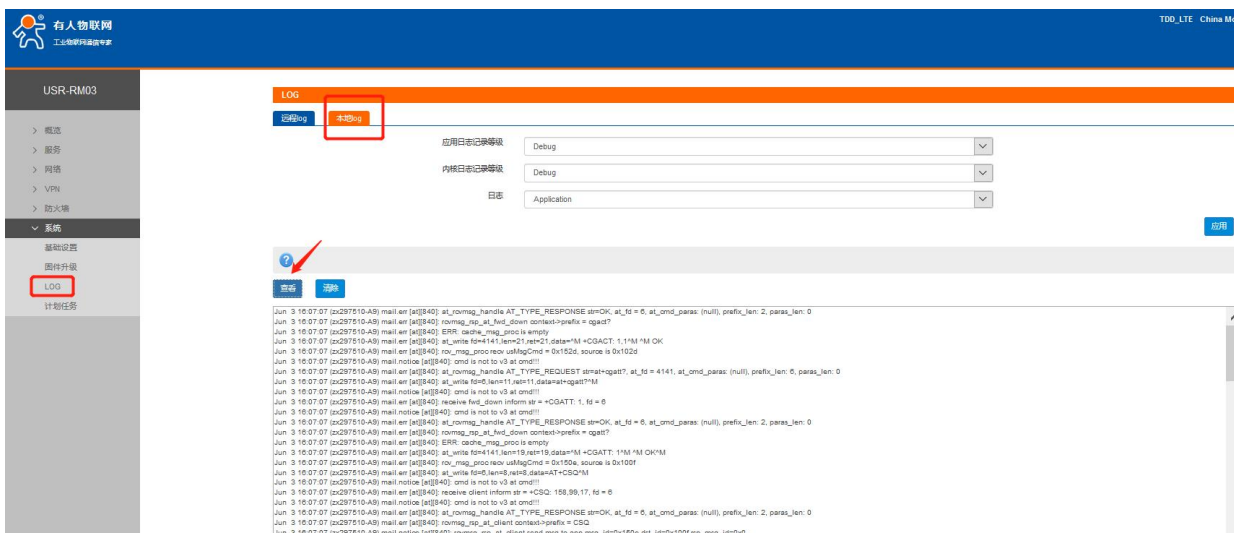 有人物联网
工业物联网通信专家
TDD_LTE China Mo
USR-RM03
概览
服务
网络
VPN
防火墙
系统
基础设置
固件升级
LOG
计划任务
LOG
远程log 本地log
应用日志记录等级 Debug
内核日志记录等级 Debug
日志 Application
应用
?
查看 清除
Jun 3 16:07:07 (zx297510-A9) mail.err [at][840]: at_rovmsg_handle AT_TYPE_RESPONSE str=OK, at_fd = 6, at_cmd_paras: (null), prefix_len: 2, paras_len: 0
Jun 3 16:07:07 (zx297510-A9) mail.err [at][840]: rovmsg_rsp_at_fwd_down context->prefix = cgact?
Jun 3 16:07:07 (zx297510-A9) mail.err [at][840]: ERR: cache_msg_proc is empty
Jun 3 16:07:07 (zx297510-A9) mail.err [at][840]: at_write fd=4141,len=21,ret=21,data=^M +CGACT: 1,1^M ^M OK
Jun 3 16:07:07 (zx297510-A9) mail.err [at][840]: rov_msg_proc recv usMsgCmd = 0x152d, source is 0x102d
Jun 3 16:07:07 (zx297510-A9) mail.notice [at][840]: cmd is not to v3 at cmd!!!
Jun 3 16:07:07 (zx297510-A9) mail.err [at][840]: at_rovmsg_handle AT_TYPE_REQUEST str=at+cgatt?, at_fd = 4141, at_cmd_paras: (null), prefix_len: 6, paras_len: 0
Jun 3 16:07:07 (zx297510-A9) mail.err [at][840]: at_write fd=6,len=11,ret=11,data=at+cgatt?^M
Jun 3 16:07:07 (zx297510-A9) mail.notice [at][840]: cmd is not to v3 at cmd!!!
Jun 3 16:07:07 (zx297510-A9) mail.err [at][840]: receive fwd_down inform str = +CGATT: 1, fd = 6
Jun 3 16:07:07 (zx297510-A9) mail.notice [at][840]: cmd is not to v3 at cmd!!!
Jun 3 16:07:07 (zx297510-A9) mail.err [at][840]: at_rovmsg_handle AT_TYPE_RESPONSE str=OK, at_fd = 6, at_cmd_paras: (null), prefix_len: 2, paras_len: 0
Jun 3 16:07:07 (zx297510-A9) mail.err [at][840]: rovmsg_rsp_at_fwd_down context->prefix = cgatt?
Jun 3 16:07:07 (zx297510-A9) mail.err [at][840]: ERR: cache_msg_proc is empty
Jun 3 16:07:07 (zx297510-A9) mail.err [at][840]: at_write fd=4141,len=19,ret=19,data=^M +CGATT: 1^M ^M OK^M
Jun 3 16:07:07 (zx297510-A9) mail.err [at][840]: rov_msg_proc recv usMsgCmd = 0x150e, source is 0x100f
Jun 3 16:07:07 (zx297510-A9) mail.err [at][840]: at_write fd=6,len=8,ret=8,data=AT+CSQ^M
Jun 3 16:07:07 (zx297510-A9) mail.notice [at][840]: cmd is not to v3 at cmd!!!
Jun 3 16:07:07 (zx297510-A9) mail.err [at][840]: receive client inform str = +CSQ: 158,99,17, fd = 6
Jun 3 16:07:07 (zx297510-A9) mail.notice [at][840]: cmd is not to v3 at cmd!!!
Jun 3 16:07:07 (zx297510-A9) mail.err [at][840]: at_rovmsg_handle AT_TYPE_RESPONSE str=OK, at_fd = 6, at_cmd_paras: (null), prefix_len: 2, paras_len: 0
Jun 3 16:07:07 (zx297510-A9) mail.err [at][840]: rovmsg_rsp_at_client context->prefix = CSQ